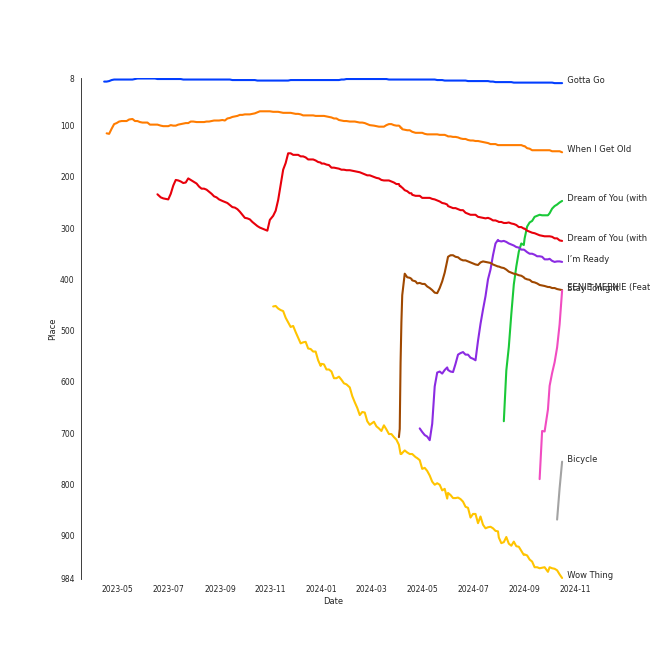 8
100
200
300
400
500
600
700
800
900
984
Place
Gotta Go
When I Get Old
Dream of You (with
Dream of You (with
I'm Ready
Stay Tonight
Bicycle
Wow Thing
2023-05
2023-07
2023-09
2023-11
2024-01
2024-03
2024-05
2024-07
2024-09
2024-11
Date